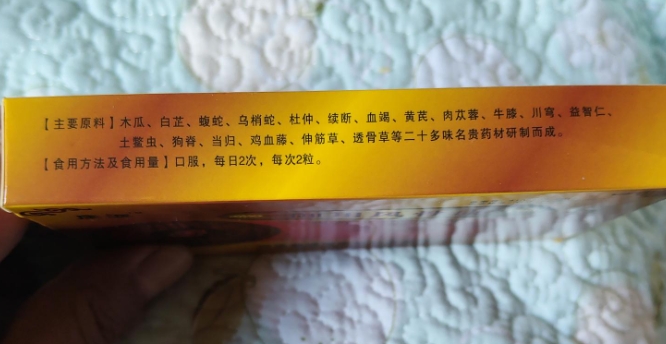 【主要原料】木瓜、白芷、蝮蛇、乌梢蛇、杜仲、续断、血竭、黄芪、肉苁蓉、牛膝、川穹、益智仁、
土鳖虫、狗脊、当归、鸡血藤、伸筋草、透骨草等二十多味名贵药材研制而成。
【食用方法及食用量】口服，每日2次，每次2粒。